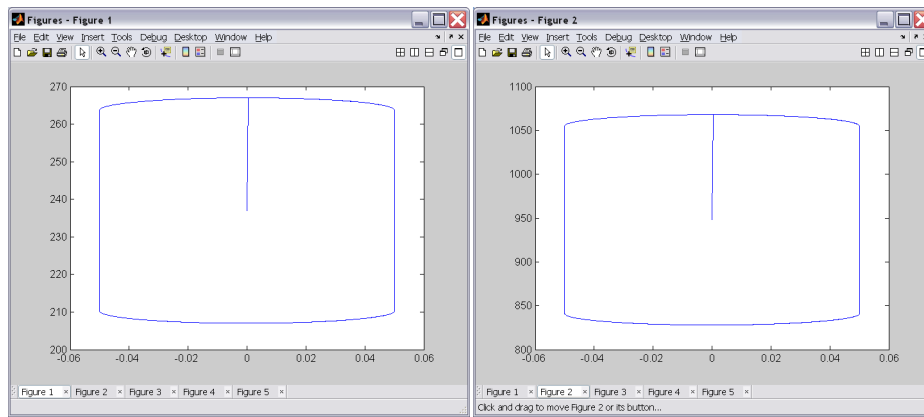 Figures - Figure 1
File Edit View Insert Tools Debug Desktop Window Help
270
260
250
240
230
220
210
200
-0.06 -0.04 -0.02 0 0.02 0.04 0.06
Figure 1 × Figure 2 × Figure 3 × Figure 4 × Figure 5 ×
Figures - Figure 2
File Edit View Insert Tools Debug Desktop Window Help
1100
1050
1000
950
900
850
800
-0.06 -0.04 -0.02 0 0.02 0.04 0.06
Figure 1 × Figure 2 × Figure 3 × Figure 4 × Figure 5 ×
Click and drag to move Figure 2 or its button...